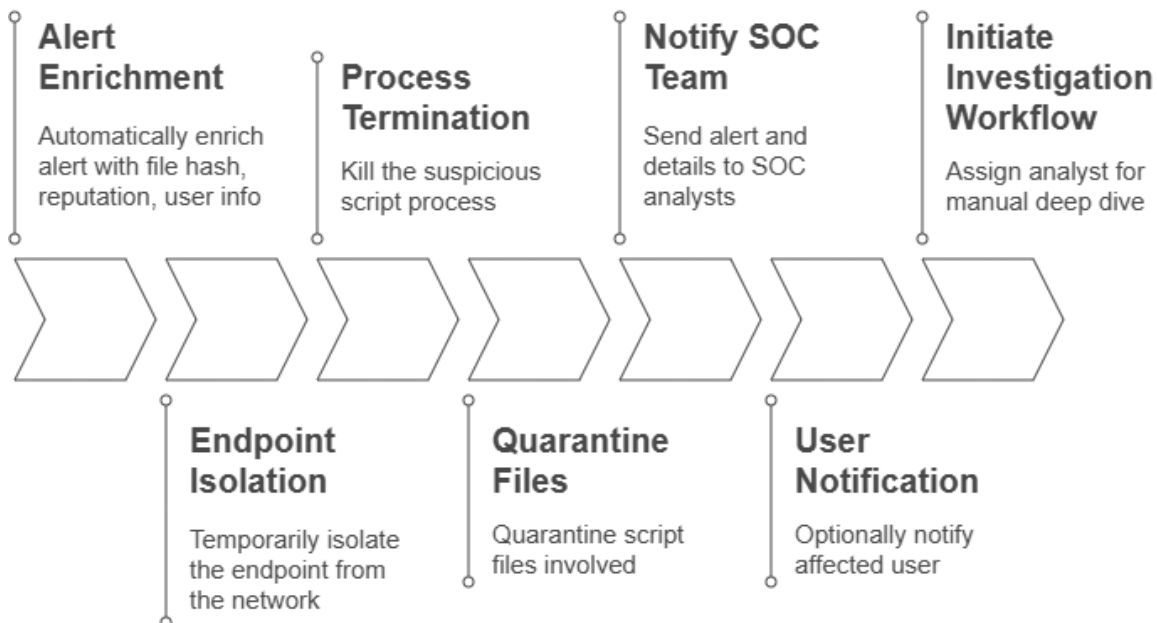 Alert
Enrichment
Automatically enrich
alert with file hash,
reputation, user info
Endpoint
Isolation
Temporarily isolate
the endpoint from
the network
Process
Termination
Kill the suspicious
script process
Quarantine
Files
Quarantine script
files involved
Notify SOC
Team
Send alert and
details to SOC
analysts
User
Notification
Optionally notify
affected user
Initiate
Investigation
Workflow
Assign analyst for
manual deep dive